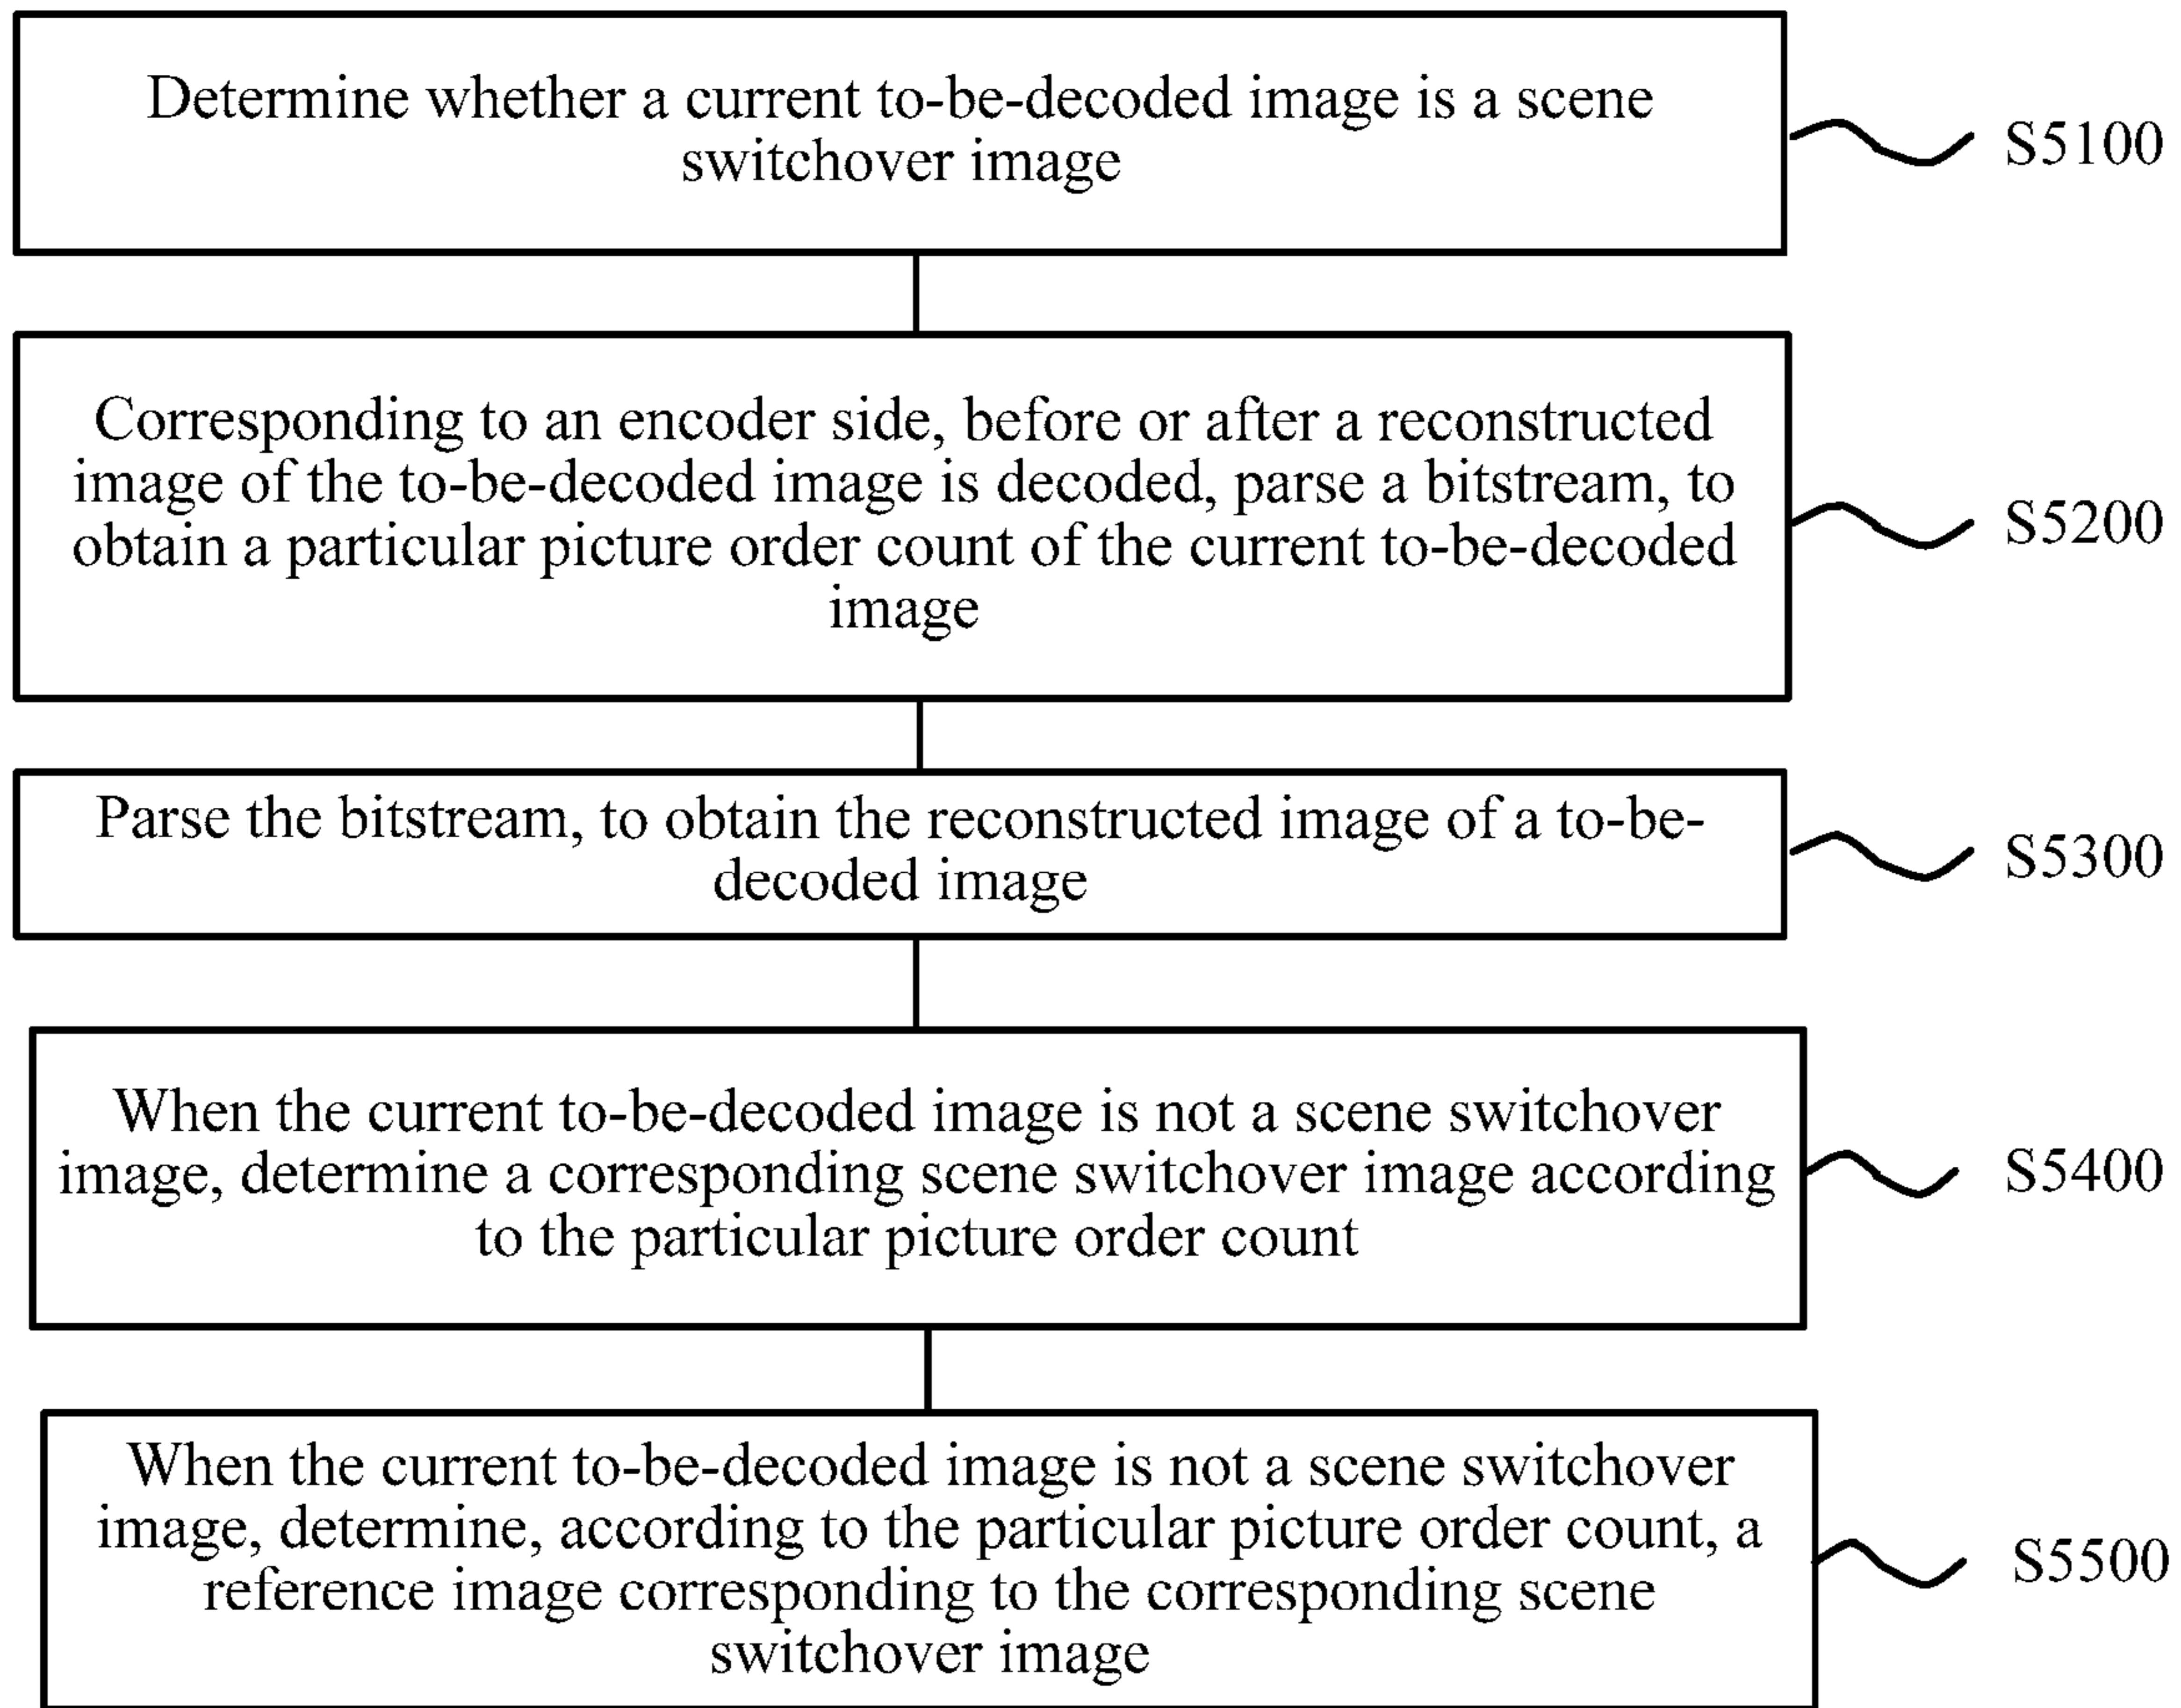 Determine whether a current to-be-decoded image is a scene
switchover image
S5100
Corresponding to an encoder side, before or after a reconstructed
image of the to-be-decoded image is decoded, parse a bitstream, to
obtain a particular picture order count of the current to-be-decoded
image
S5200
Parse the bitstream, to obtain the reconstructed image of a to-be-
decoded image
S5300
When the current to-be-decoded image is not a scene switchover
image, determine a corresponding scene switchover image according
to the particular picture order count
S5400
When the current to-be-decoded image is not a scene switchover
image, determine, according to the particular picture order count, a
reference image corresponding to the corresponding scene
switchover image
S5500